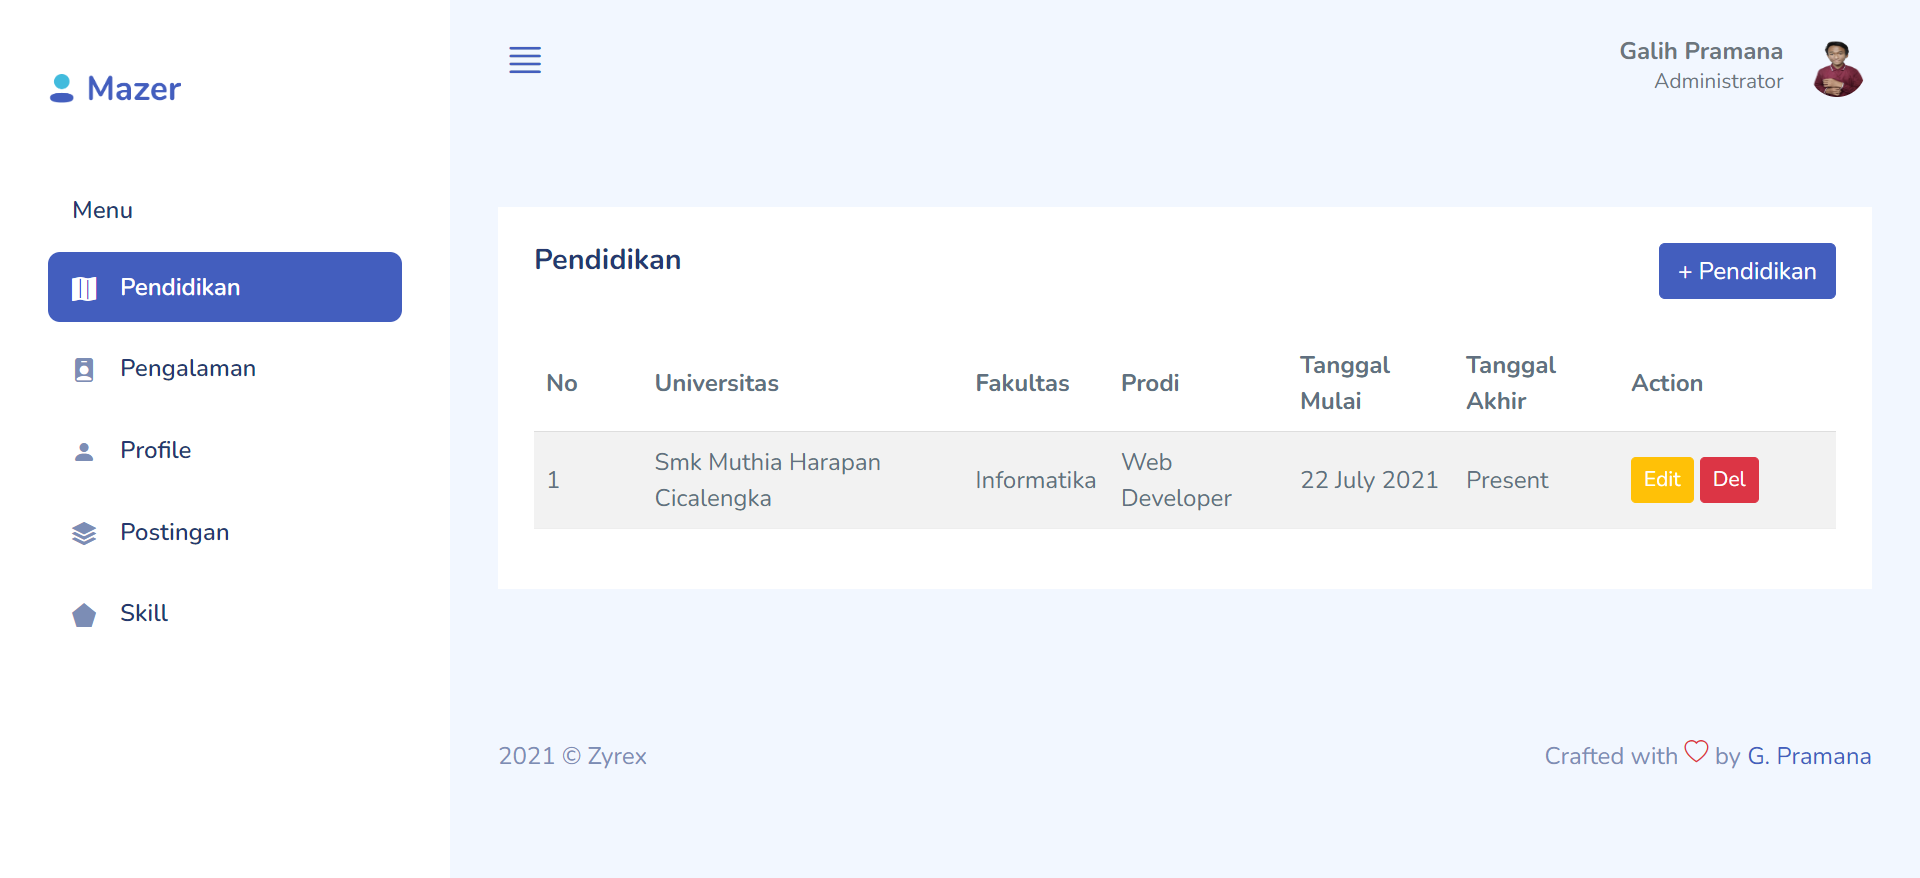 Mazer
Galih Pramana
Administrator
Menu
Pendidikan
Pengalaman
Profile
Postingan
Skill
Pendidikan
+ Pendidikan
No Universitas Fakultas Prodi Tanggal Mulai Tanggal Akhir Action
1 Smk Muthia Harapan Cicalengka Informatika Web Developer 22 July 2021 Present Edit Del
2021 © Zyrex
Crafted with by G. Pramana